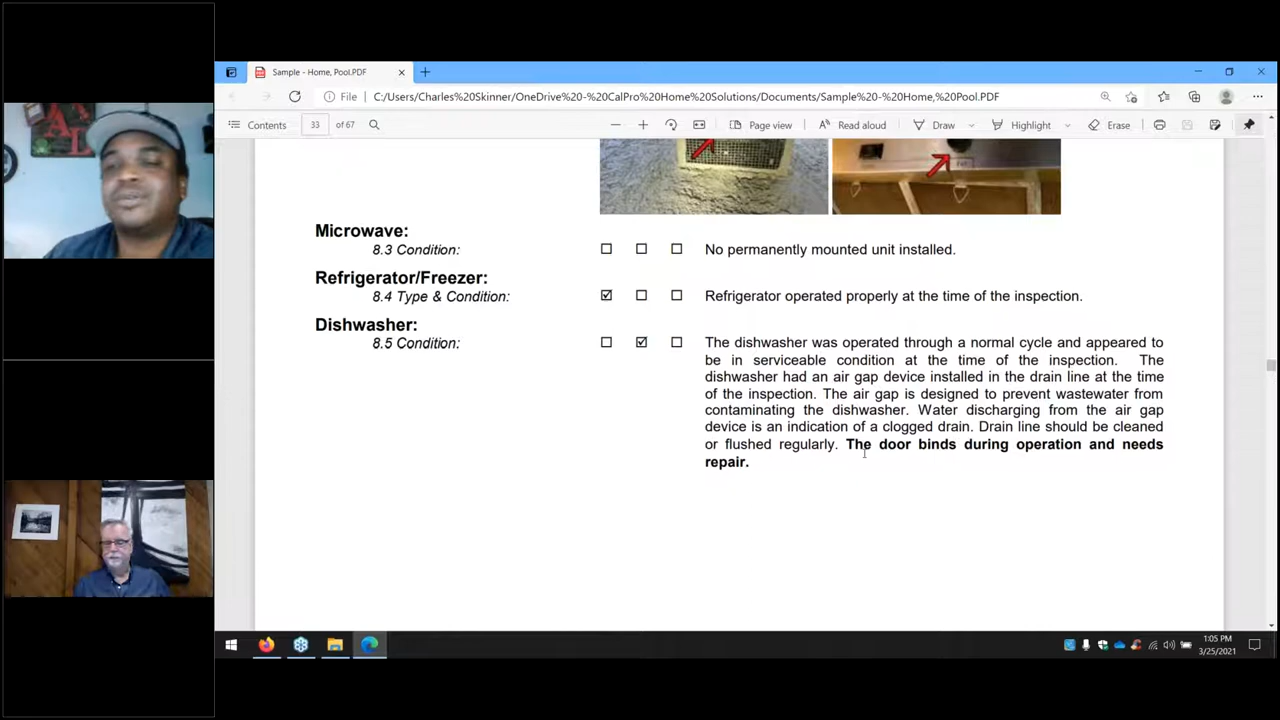 Sample - Home, Pool.PDF
File
C:/Users/Charles%20Skinner/OneDrive%20-%20CalPro%20Home%20Solutions/Documents/Sample%20-%20Home,%20Pool.PDF
Contents 33 of 67 Page view Read aloud Draw Highlight Erase
Microwave:
8.3 Condition: No permanently mounted unit installed.
Refrigerator/Freezer:
8.4 Type & Condition: Refrigerator operated properly at the time of the inspection.
Dishwasher:
8.5 Condition: The dishwasher was operated through a normal cycle and appeared to
be in serviceable condition at the time of the inspection. The
dishwasher had an air gap device installed in the drain line at the time
of the inspection. The air gap is designed to prevent wastewater from
contaminating the dishwasher. Water discharging from the air gap
device is an indication of a clogged drain. Drain line should be cleaned
or flushed regularly. The door binds during operation and needs
repair.
1:05 PM
3/25/2021